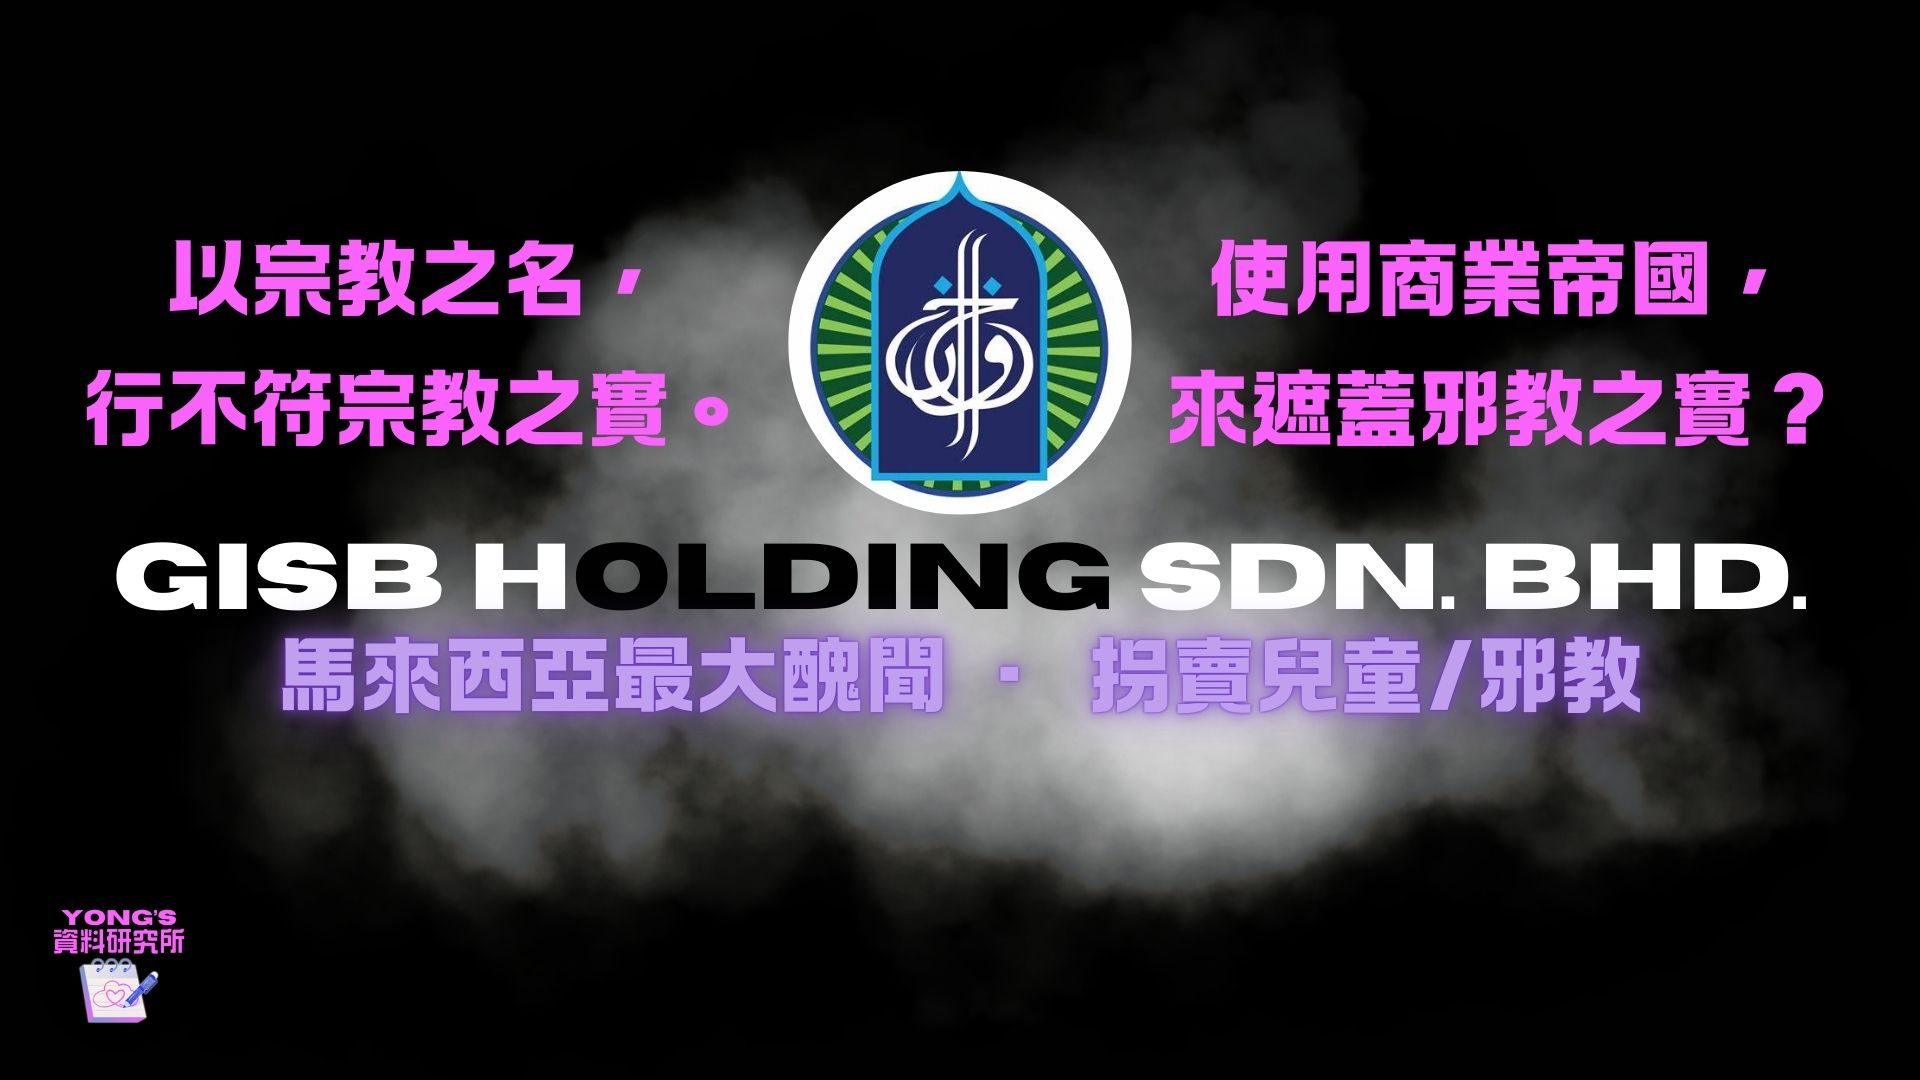 以宗教之名，
行不符宗教之實。
使用商業帝國，
來遮蓋邪教之實？
GISB HOLDING SDN. BHD.
馬來西亞最大醜聞 · 拐賣兒童/邪教
YONG'S
資料研究所